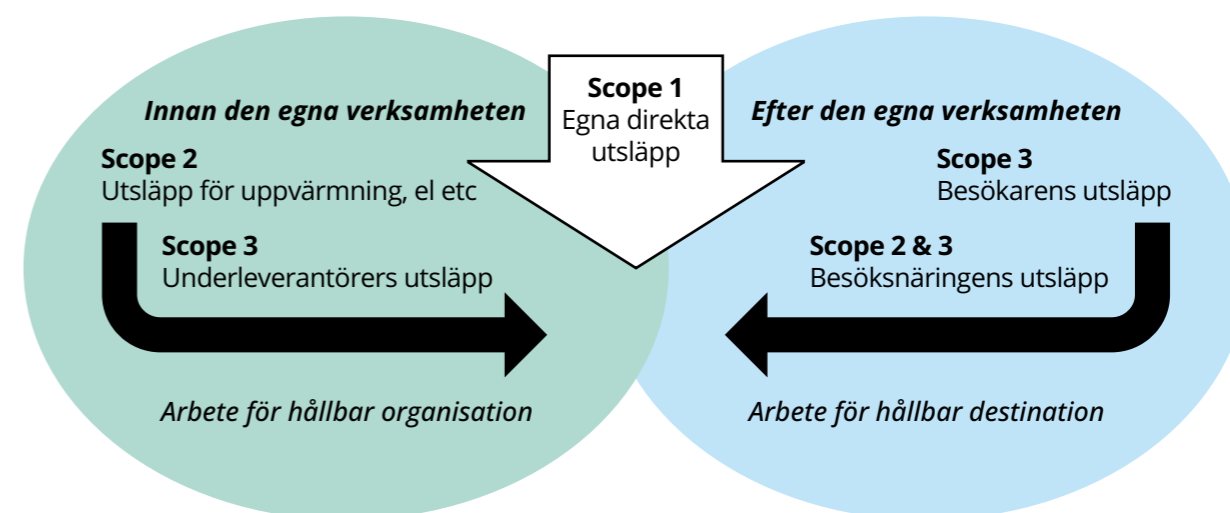 Scope 1
Egna direkta
utsläpp
Innan den egna verksamheten
Scope 2
Utsläpp för uppvärmning, el etc
Scope 3
Underleverantörers utsläpp
Arbete för hållbar organisation
Efter den egna verksamheten
Scope 3
Besökarens utsläpp
Scope 2 & 3
Besöksnäringens utsläpp
Arbete för hållbar destination